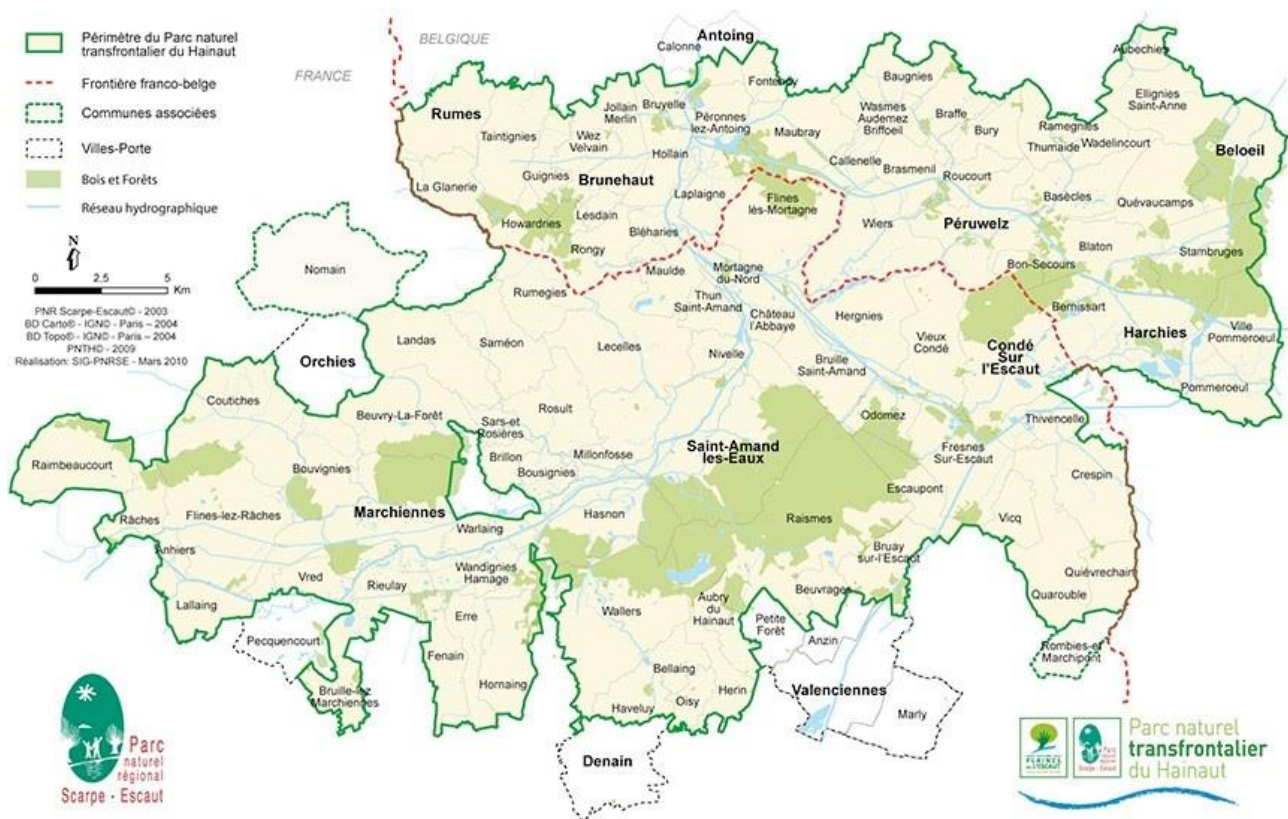 Périmètre du Parc naturel
transfrontalier du Hainaut
Frontière franco-belge
Communes associées
Villes-Porte
Bois et Forêts
Réseau hydrographique
N
0 2,5 5
Km
PNR Scarpe-Escaut© - 2003
BD Carto® - IGN© - Paris – 2004
BD Topo® - IGN© - Paris – 2004
PNTH© - 2009
Réalisation: SIG-PNRSE - Mars 2010
BELGIQUE
FRANCE
Antoing
Calonne
Fontenoy
Baugnies
Aubechies
Ellignies
Saint-Anne
Rumes
Taintignies
Jollain
Merlin
Bruyelle
Péronnes
lez-Antoing
Wez
Velvain
Hollain
Maubray
Wasmes
Audemez
Briffoeil
Braffe
Bury
Ramegnies
Thumaide
Wadelincourt
Beloeil
Callenelle
Brasmenil
Roucourt
Basècles
Quévaucamps
La Glanerie
Guignies
Brunehaut
Laplaigne
Flines
lès-Mortagne
Howardries
Lesdain
Bléharies
Rongy
Wiers
Péruwelz
Blaton
Stambruges
Bon-Secours
Bernissart
Harchies
Ville
Pommeroeul
Pommeroeul
Nomain
Rumegies
Maulde
Mortagne
du-Nord
Thun
Saint-Amand
Château
l'Abbaye
Hergnies
Vieux
Condé
Condé
Sur
l'Escaut
Orchies
Landas
Saméon
Lecelles
Nivelle
Bruille
Saint-Amand
Odomez
Thivencelle
Coutiches
Beuvry-La-Forêt
Sars-et
Rosières
Rosult
Brillon
Bousignies
Millonfosse
Saint-Amand
les-Eaux
Fresnes
Sur-Escaut
Crespin
Raimbeaucourt
Bouvignies
Escaupont
Râches
Flines-lez-Râches
Marchiennes
Warlaing
Hasnon
Raismes
Vicq
Anhiers
Vred
Rieulay
Wandignies
Hamage
Bruay
sur-l'Escaut
Quiévrechain
Lallaing
Erre
Wallers
Aubry
du
Hainaut
Beuvrages
Quarouble
Pecquencourt
Petite
Forêt
Anzin
Rombies-et
Marchipont
Fenain
Hornaing
Bellaing
Herin
Oisy
Haveluy
Bruille-lez
Marchiennes
Valenciennes
Marly
Denain
Parc
naturel
régional
Scarpe - Escaut
PLAINES
DE L'ESCAUT
Scarpe - Escaut
Parc naturel
transfrontalier
du Hainaut